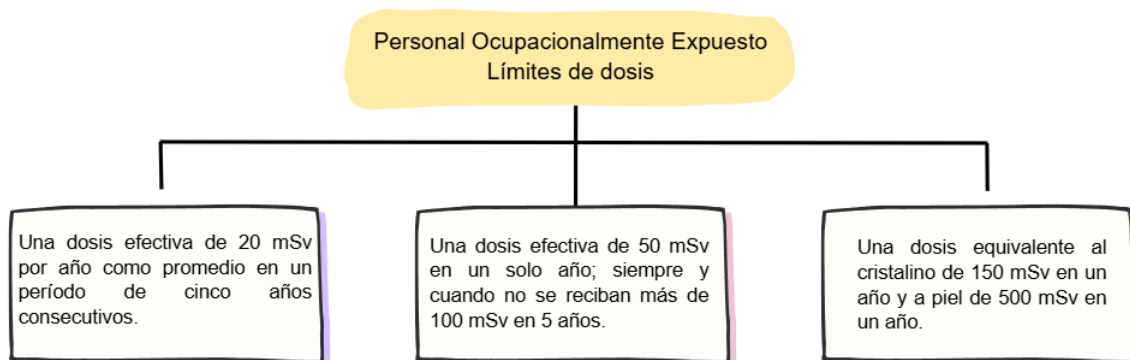 Personal Ocupacionalmente Expuesto
Límites de dosis
Una dosis efectiva de 20 mSv
por año como promedio en un
período de cinco años
consecutivos.
Una dosis efectiva de 50 mSv
en un solo año; siempre y
cuando no se reciban más de
100 mSv en 5 años.
Una dosis equivalente al
cristalino de 150 mSv en un
año y a piel de 500 mSv en
un año.